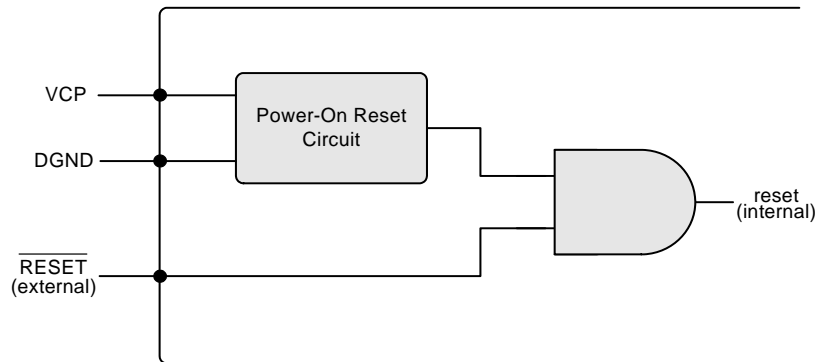 VCP
Power-On Reset
Circuit
DGND
reset
(internal)
RESET
(external)